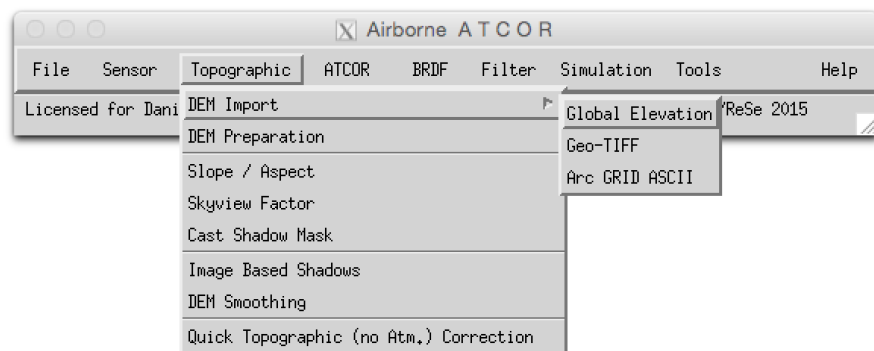 Airborne A T C O R
File Sensor Topographic ATCOR BRDF Filter Simulation Tools Help
Licensed for Dani /ReSe 2015
DEM Import
Global Elevation
DEM Preparation
Geo-TIFF
Slope / Aspect
Arc GRID ASCII
Skyview Factor
Cast Shadow Mask
Image Based Shadows
DEM Smoothing
Quick Topographic (no Atm.) Correction